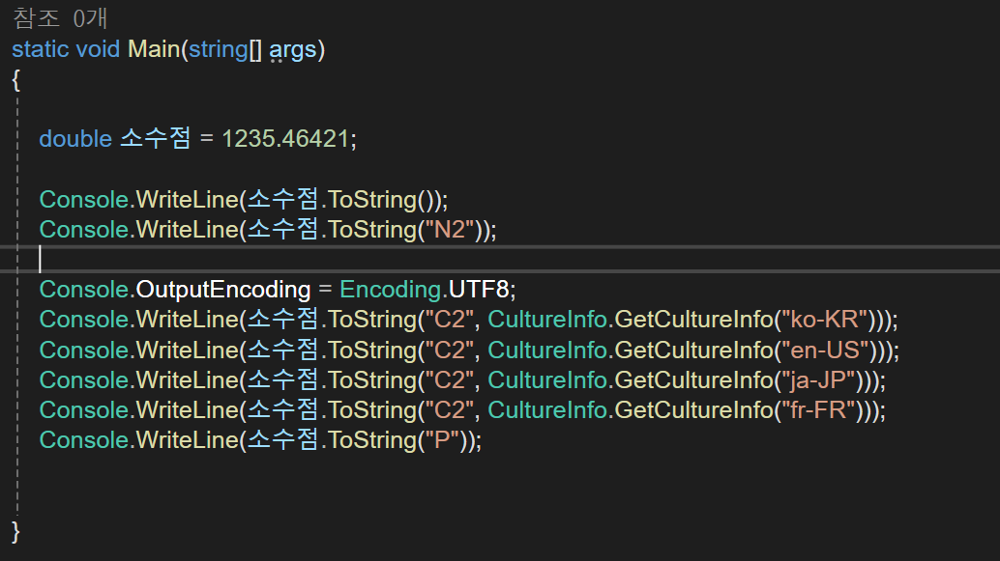 참조 0개
static void Main(string[] args)
{
double 소수점 = 1235.46421;
Console.WriteLine(소수점.ToString());
Console.WriteLine(소수점.ToString("N2"));
Console.OutputEncoding = Encoding.UTF8;
Console.WriteLine(소수점.ToString("C2", CultureInfo.GetCultureInfo("ko-KR")));
Console.WriteLine(소수점.ToString("C2", CultureInfo.GetCultureInfo("en-US")));
Console.WriteLine(소수점.ToString("C2", CultureInfo.GetCultureInfo("ja-JP")));
Console.WriteLine(소수점.ToString("C2", CultureInfo.GetCultureInfo("fr-FR")));
Console.WriteLine(소수점.ToString("P"));
}